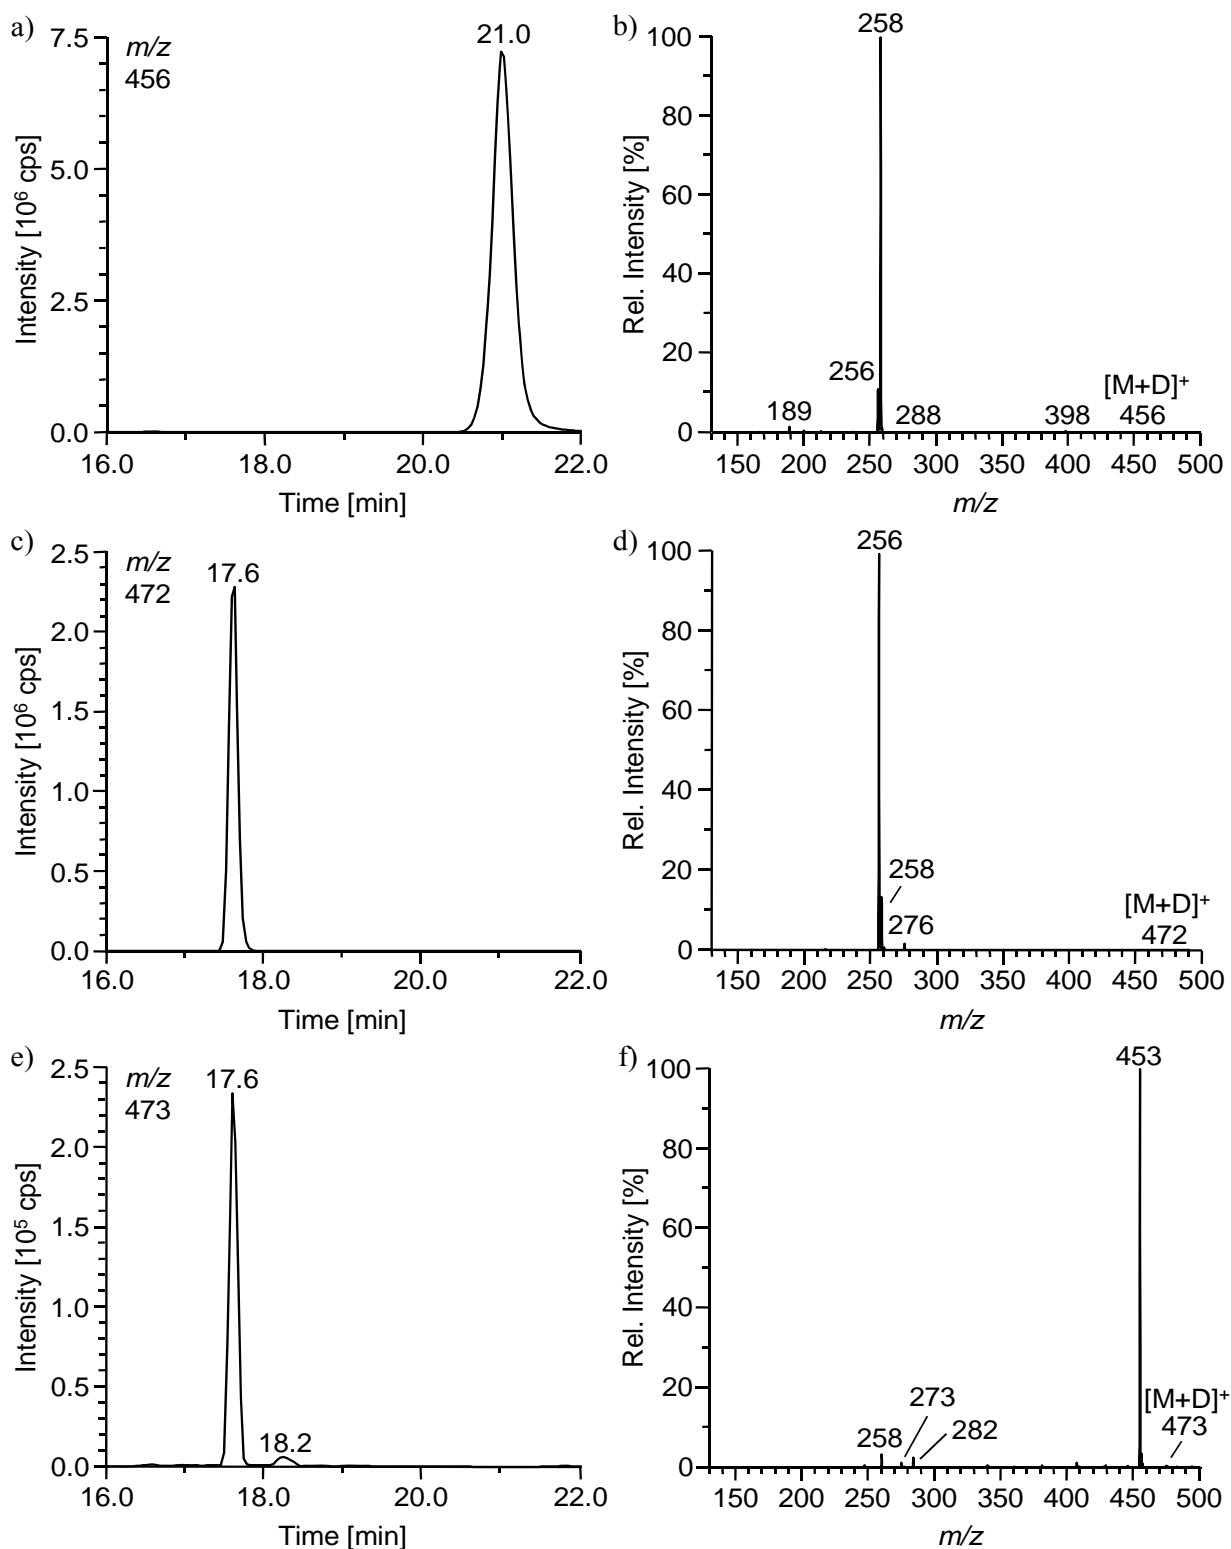 a)
m/z
456
21.0
7.5
5.0
2.5
0.0
Intensity [10⁶ cps]
16.0 18.0 20.0 22.0
Time [min]
b)
258
100
80
60
40
20
0
Rel. Intensity [%]
256
189
288
398
[M+D]⁺
456
150 200 250 300 350 400 450 500
m/z
c)
m/z
472
17.6
2.5
2.0
1.5
1.0
0.5
0.0
Intensity [10⁶ cps]
16.0 18.0 20.0 22.0
Time [min]
d)
256
100
80
60
40
20
0
Rel. Intensity [%]
258
276
[M+D]⁺
472
150 200 250 300 350 400 450 500
m/z
e)
m/z
473
17.6
18.2
2.5
2.0
1.5
1.0
0.5
0.0
Intensity [10⁵ cps]
16.0 18.0 20.0 22.0
Time [min]
f)
453
100
80
60
40
20
0
Rel. Intensity [%]
273
258
282
[M+D]⁺
473
150 200 250 300 350 400 450 500
m/z